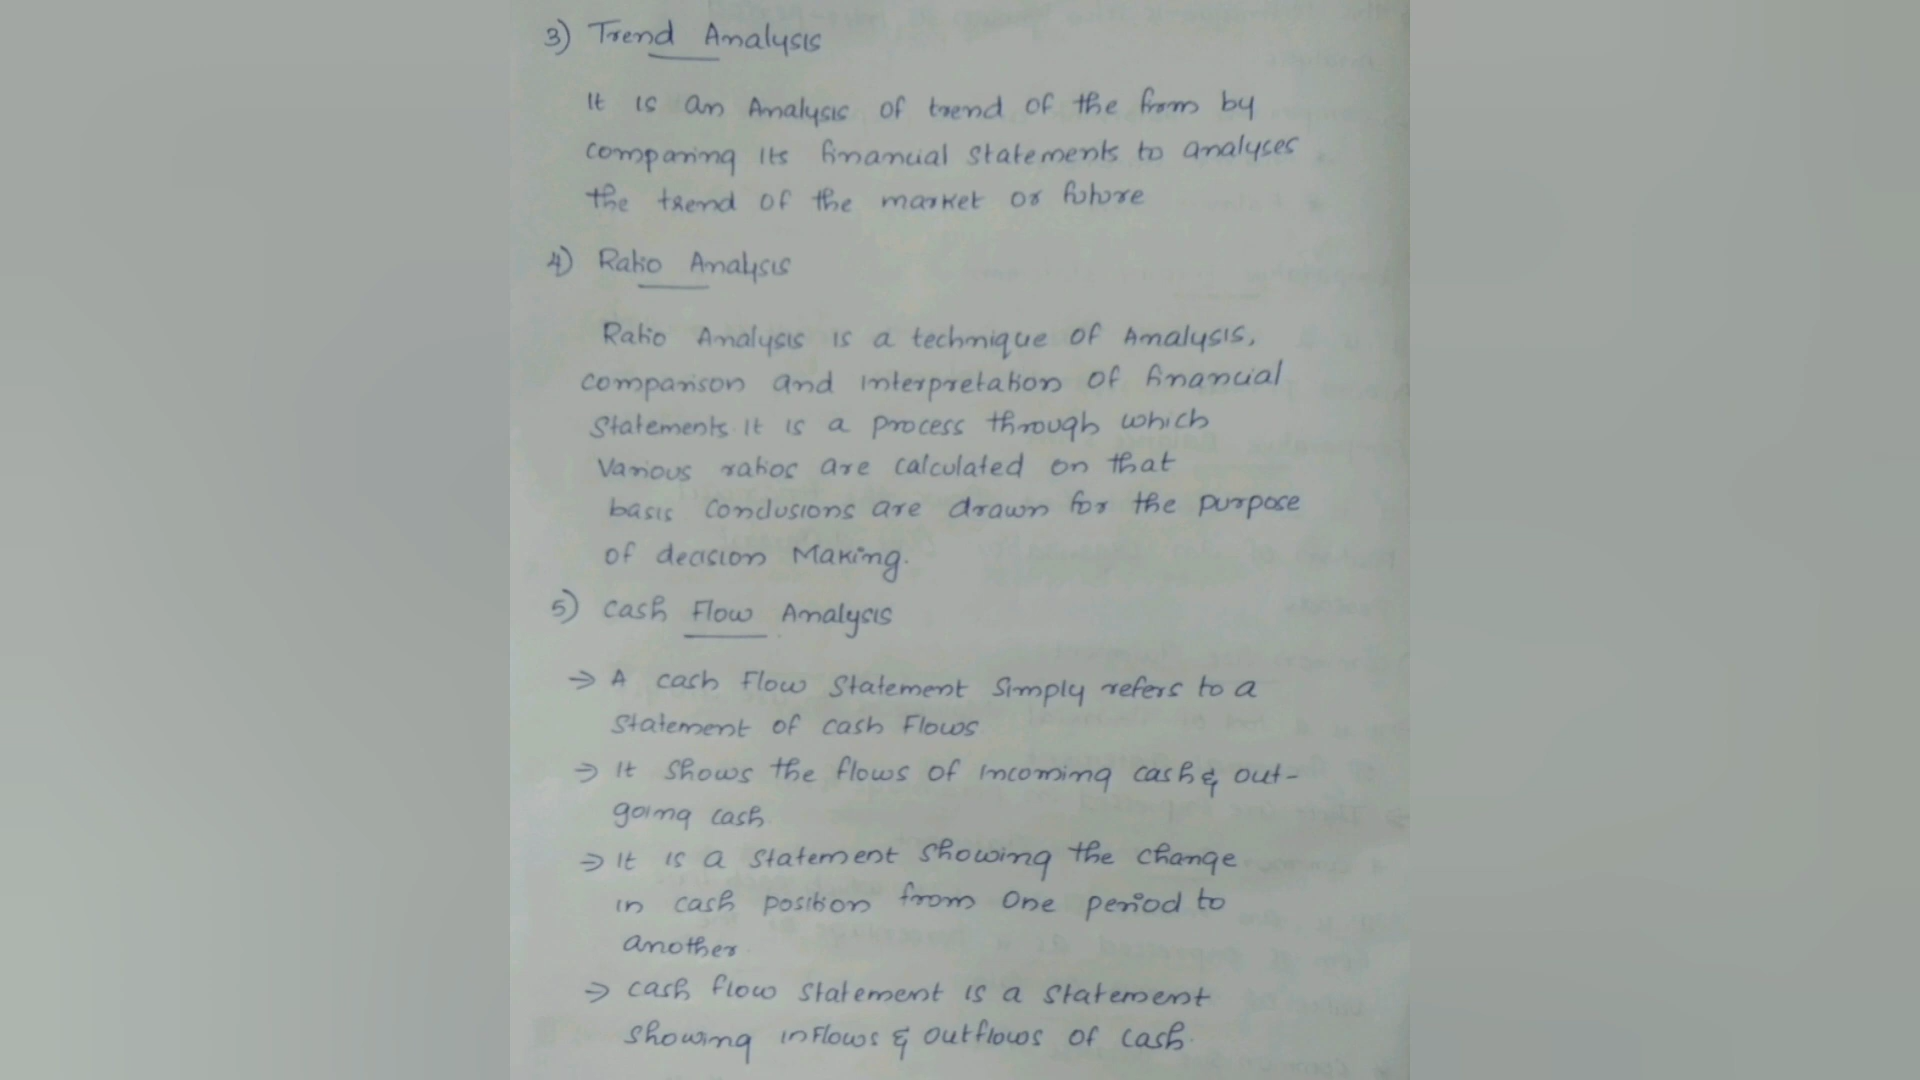 3) Trend Analysis
It is an Analysis of trend of the firm by
comparing its financial statements to analyses
the trend of the market or future
4) Ratio Analysis
Ratio Analysis is a technique of Analysis,
comparison and interpretation of financial
statements. It is a process through which
various ratios are calculated on that
basis conclusions are drawn for the purpose
of decision Making.
5) Cash Flow Analysis
→ A cash Flow Statement Simply refers to a
Statement of cash Flows
→ It shows the flows of incoming cash & out-
going cash
→ It is a statement showing the change
in cash position from one period to
another
→ cash flow statement is a statement
showing inflows & outflows of cash.